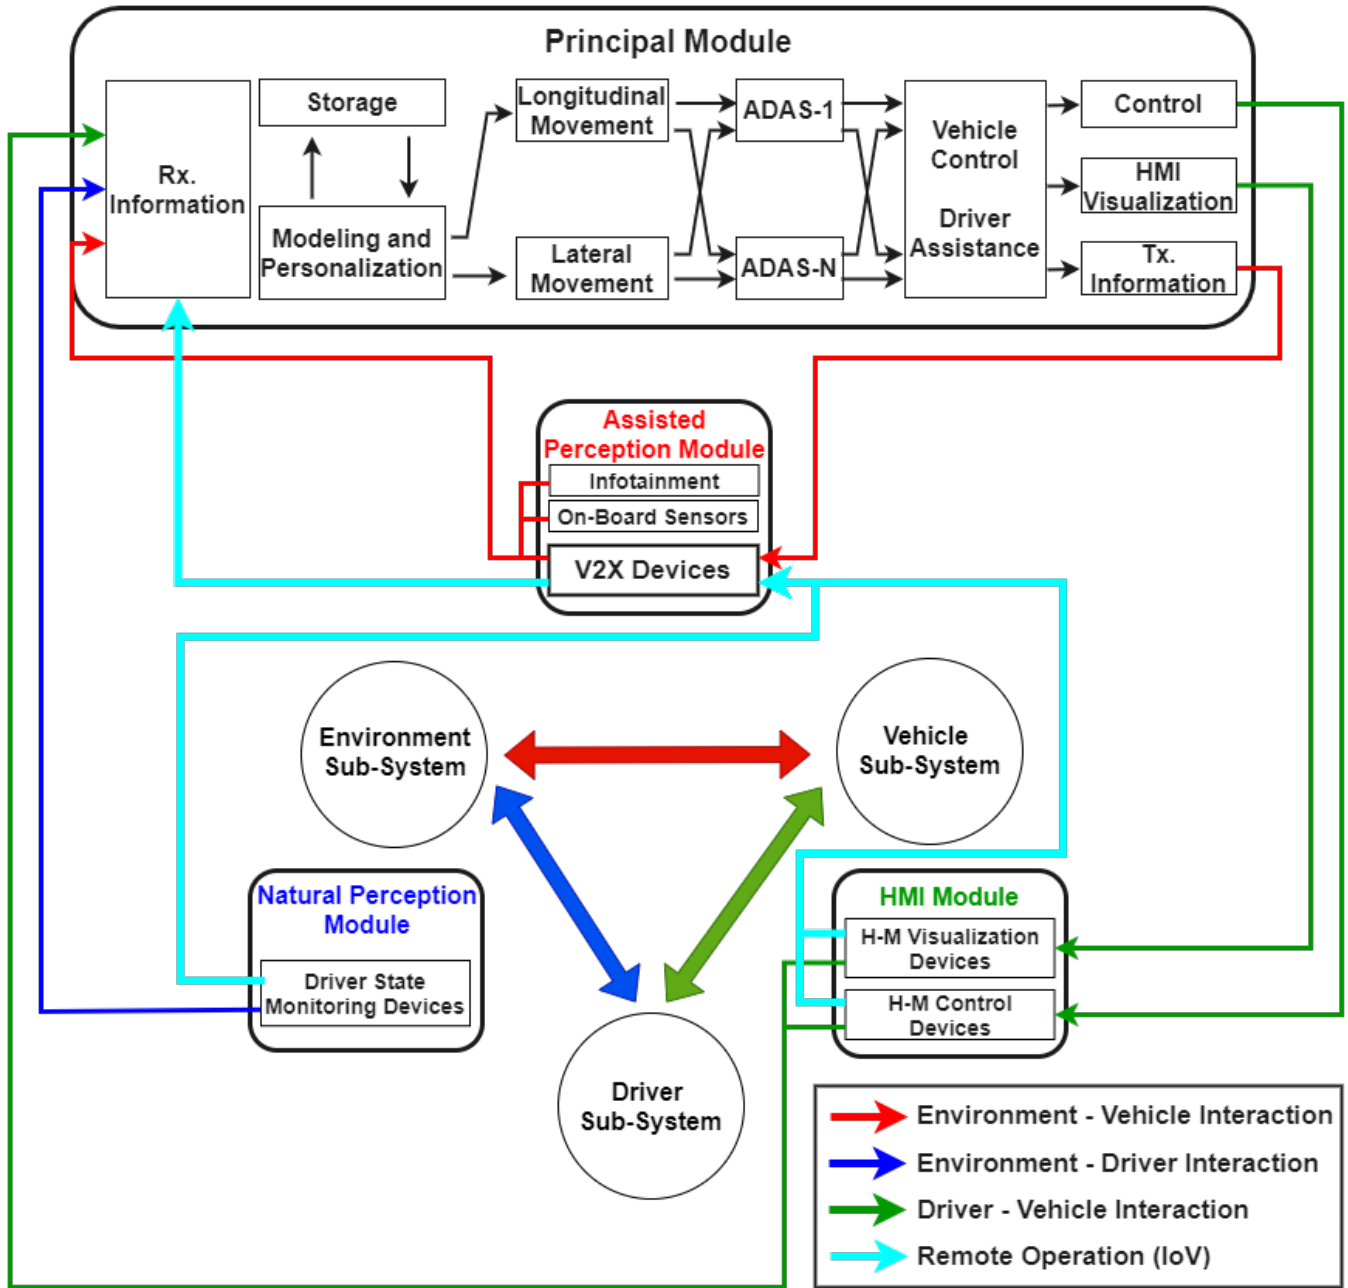 Principal Module
Rx.
Information
Storage
Modeling and
Personalization
Longitudinal
Movement
Lateral
Movement
ADAS-1
ADAS-N
Vehicle
Control
Driver
Assistance
Control
HMI
Visualization
Tx.
Information
Assisted
Perception Module
Infotainment
On-Board Sensors
V2X Devices
Environment
Sub-System
Vehicle
Sub-System
Natural Perception
Module
Driver State
Monitoring Devices
HMI Module
H-M Visualization
Devices
H-M Control
Devices
Driver
Sub-System
Environment - Vehicle Interaction
Environment - Driver Interaction
Driver - Vehicle Interaction
Remote Operation (IoV)